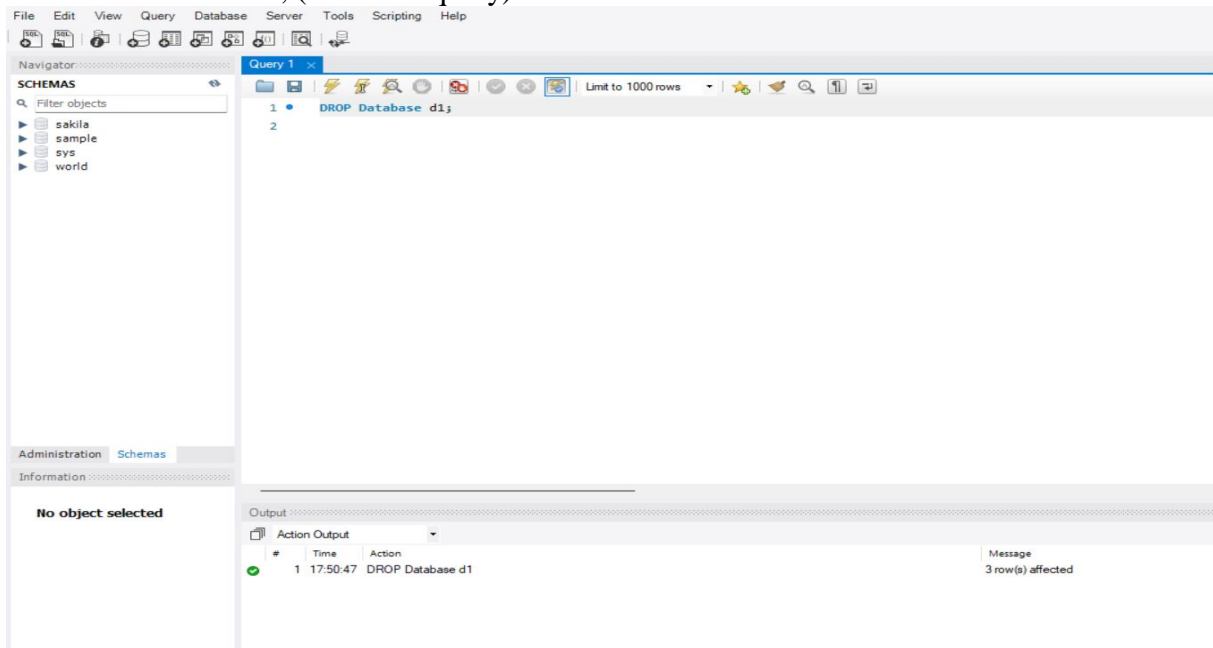 File Edit View Query Database Server Tools Scripting Help
Navigator
Query 1
SCHEMAS
Limit to 1000 rows
Filter objects
1 DROP Database d1;
2
sakila
sample
sys
world
Administration Schemas
Information
No object selected
Output
Action Output
# Time Action Message
1 17:50:47 DROP Database d1 3 row(s) affected